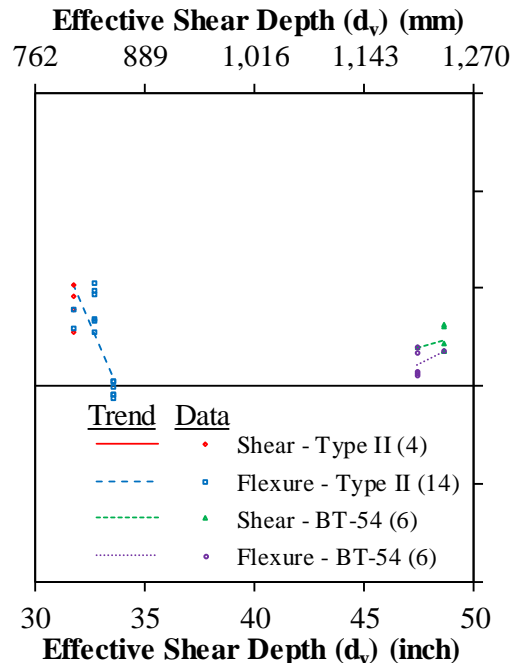 Effective Shear Depth (dv) (mm)
762 889 1,016 1,143 1,270
Trend Data
Shear - Type II (4)
Flexure - Type II (14)
Shear - BT-54 (6)
Flexure - BT-54 (6)
30 35 40 45 50
Effective Shear Depth (dv) (inch)